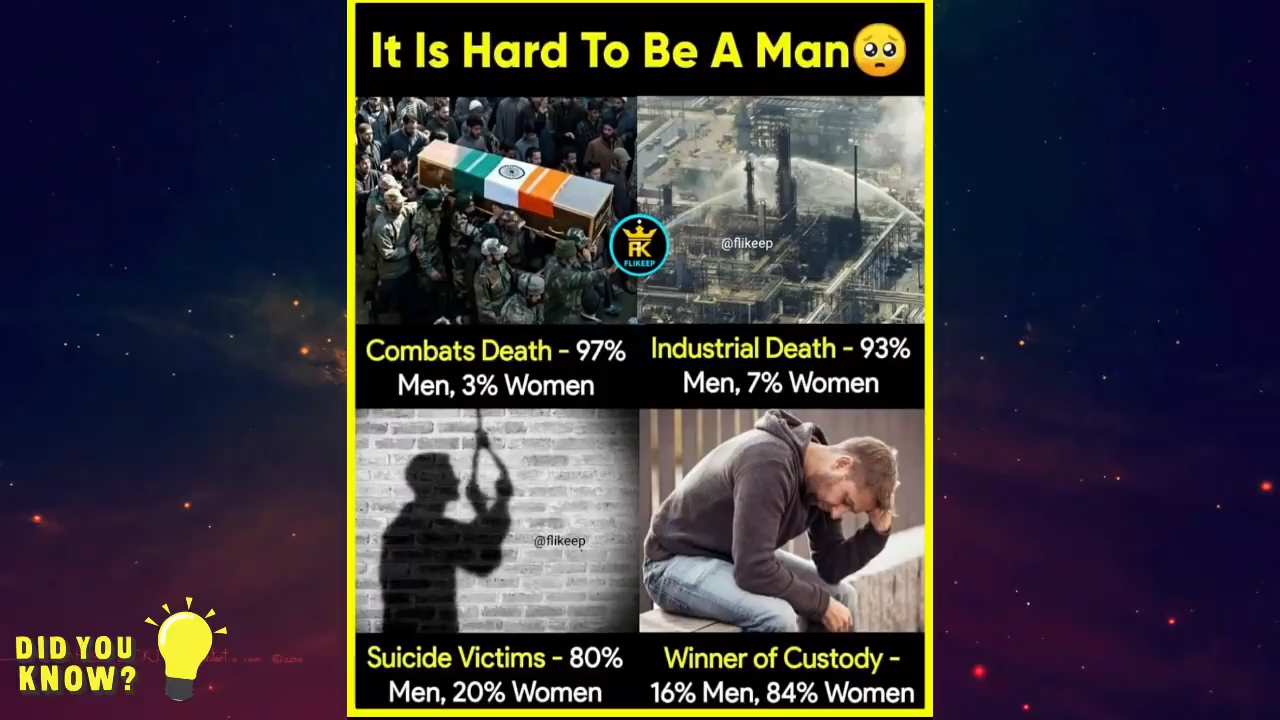 It Is Hard To Be A Man🥺
@flikeep
FK
FLIKEEP
Combats Death - 97%
Men, 3% Women
Industrial Death - 93%
Men, 7% Women
@flikeep
Suicide Victims - 80%
Men, 20% Women
Winner of Custody -
16% Men, 84% Women
DID YOU
KNOW?